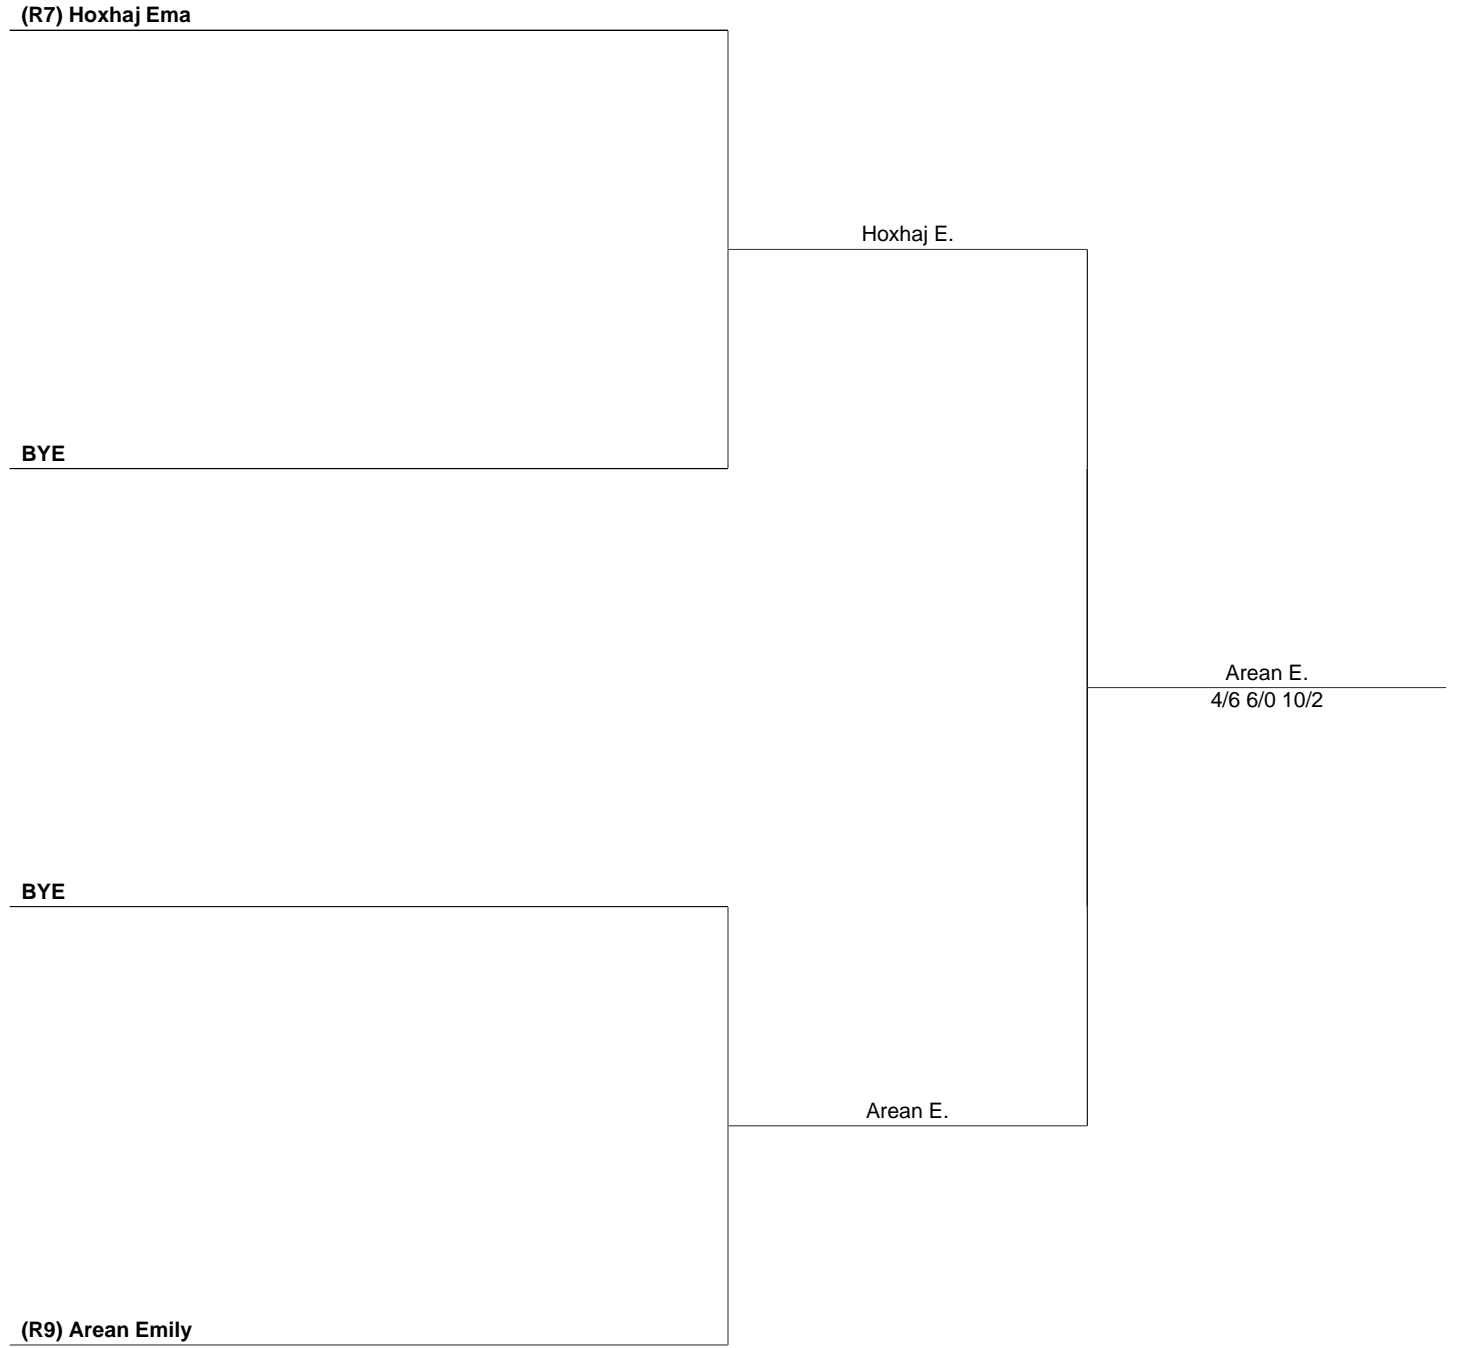 (R7) Hoxhaj Ema
Hoxhaj E.
BYE
Arean E.
4/6 6/0 10/2
BYE
Arean E.
(R9) Arean Emily